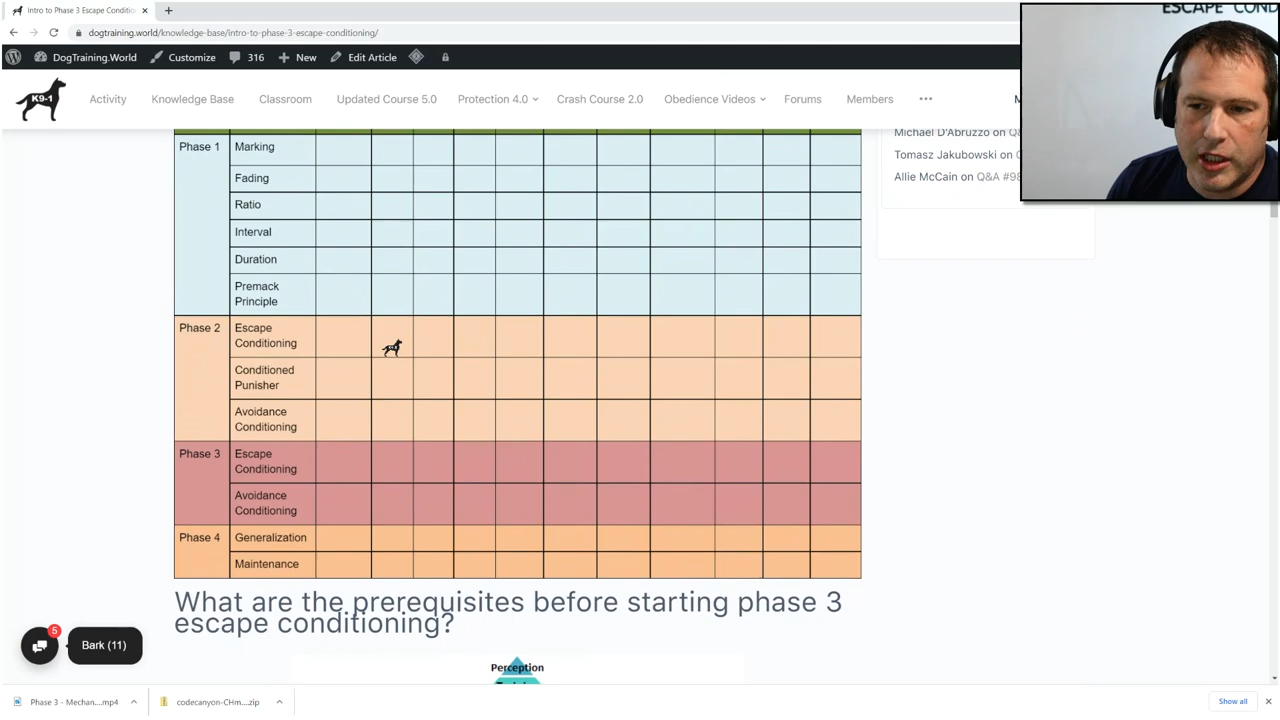 Intro to Phase 3 Escape Conditio
ESCAPE COND
dogtraining.world/knowledge-base/intro-to-phase-3-escape-conditioning/
DogTraining.World
Customize
316
New
Edit Article
K9-1
Activity
Knowledge Base
Classroom
Updated Course 5.0
Protection 4.0
Crash Course 2.0
Obedience Videos
Forums
Members
M
Michael D'Abruzzo on Q&
Tomasz Jakubowski on
Allie McCain on Q&A #98
Phase 1
Marking
Fading
Ratio
Interval
Duration
Premack
Principle
Phase 2
Escape
Conditioning
Conditioned
Punisher
Avoidance
Conditioning
Phase 3
Escape
Conditioning
Avoidance
Conditioning
Phase 4
Generalization
Maintenance
What are the prerequisites before starting phase 3
escape conditioning?
5
Bark (11)
Perception
Phase 3 - Mechan....mp4
codecanyon-CHm....zip
Show all